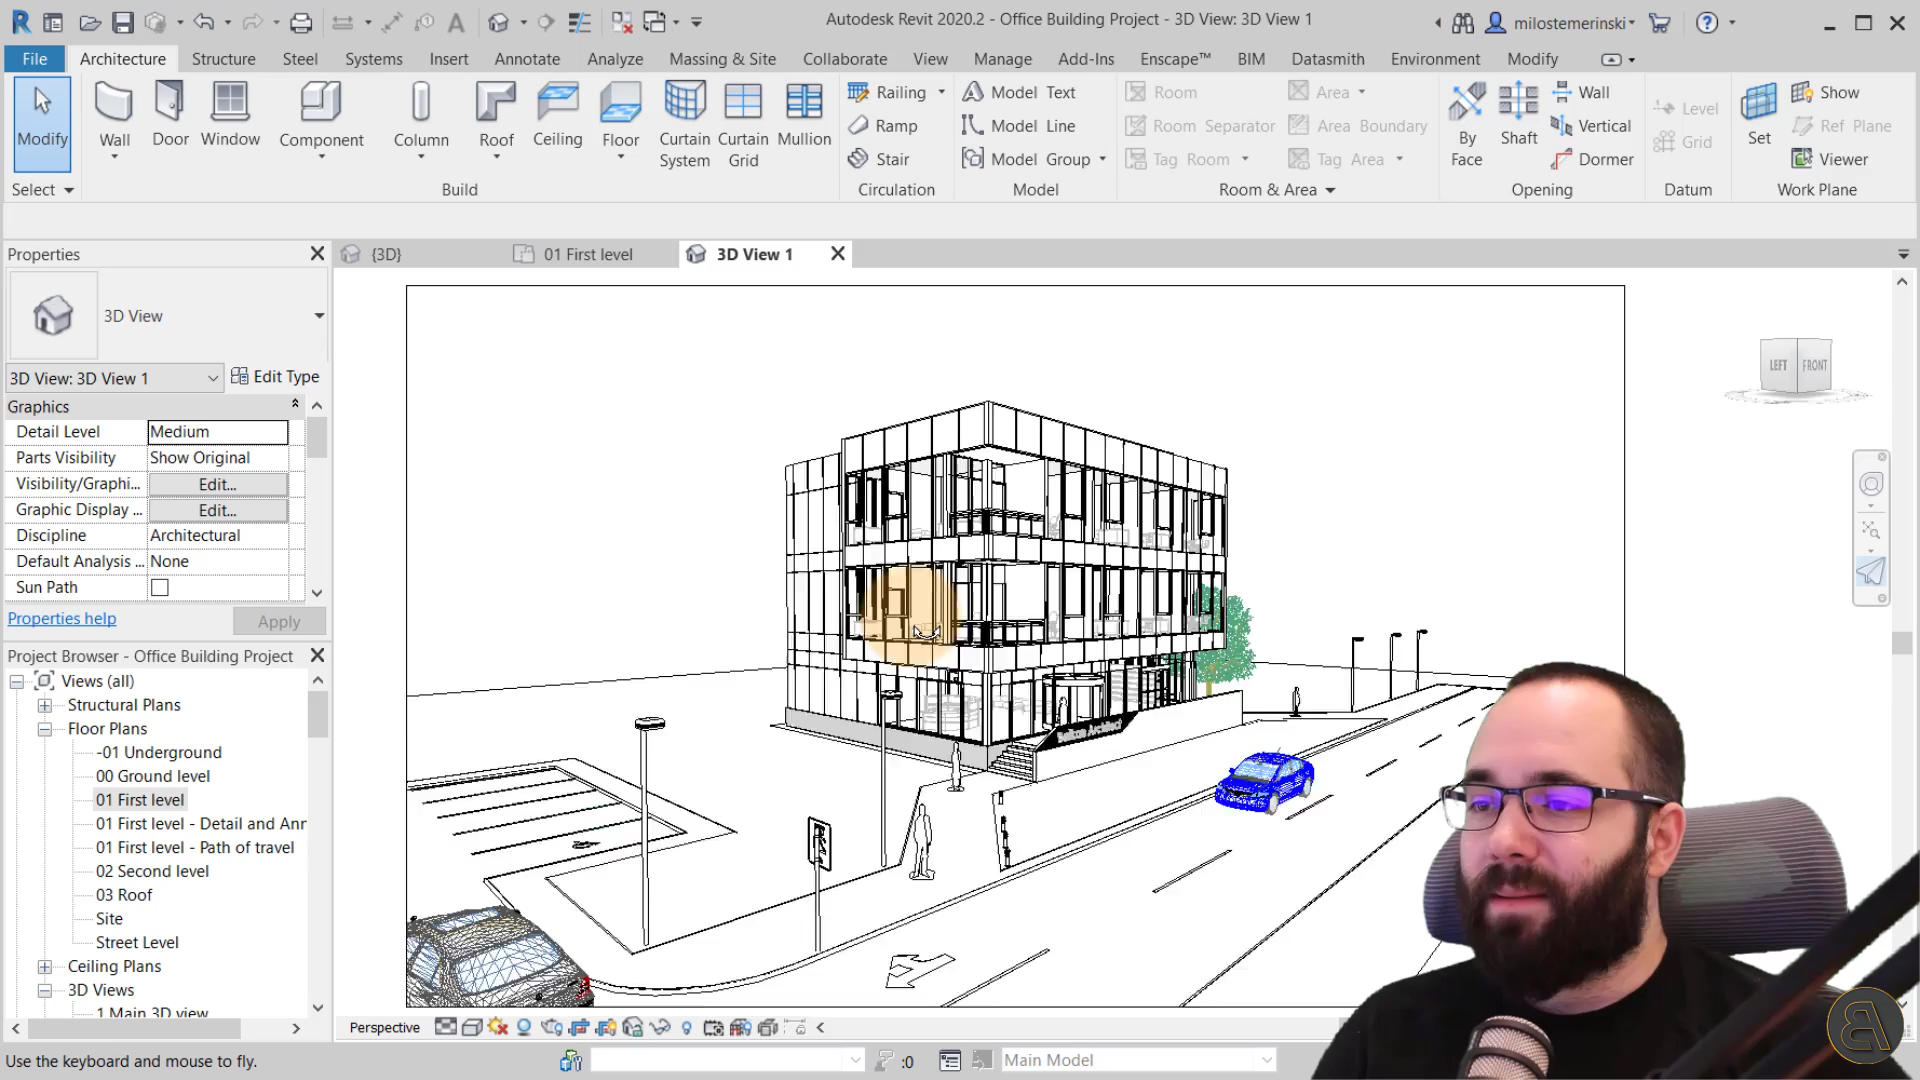 Autodesk Revit 2020.2 - Office Building Project - 3D View: 3D View 1
milostemerinski
File
Architecture
Structure
Steel
Systems
Insert
Annotate
Analyze
Massing & Site
Collaborate
View
Manage
Add-Ins
Enscape™
BIM
Datasmith
Environment
Modify
Modify
Wall
Door
Window
Component
Column
Roof
Ceiling
Floor
Curtain System
Curtain Grid
Mullion
Railing
Ramp
Stair
Model Text
Model Line
Model Group
Room
Room Separator
Tag Room
Area
Area Boundary
Tag Area
By Face
Shaft
Wall
Vertical
Dormer
Level
Grid
Set
Show
Ref Plane
Viewer
Select
Build
Circulation
Model
Room & Area
Opening
Datum
Work Plane
Properties
{3D}
01 First level
3D View 1
3D View
3D View: 3D View 1
Edit Type
Graphics
Detail Level Medium
Parts Visibility Show Original
Visibility/Graphi... Edit...
Graphic Display ... Edit...
Discipline Architectural
Default Analysis ... None
Sun Path
Properties help
Apply
Project Browser - Office Building Project
Views (all)
Structural Plans
Floor Plans
-01 Underground
00 Ground level
01 First level
01 First level - Detail and Anr
01 First level - Path of travel
02 Second level
03 Roof
Site
Street Level
Ceiling Plans
3D Views
1 Main 3D view
LEFT
FRONT
Perspective
Use the keyboard and mouse to fly.
:0
Main Model